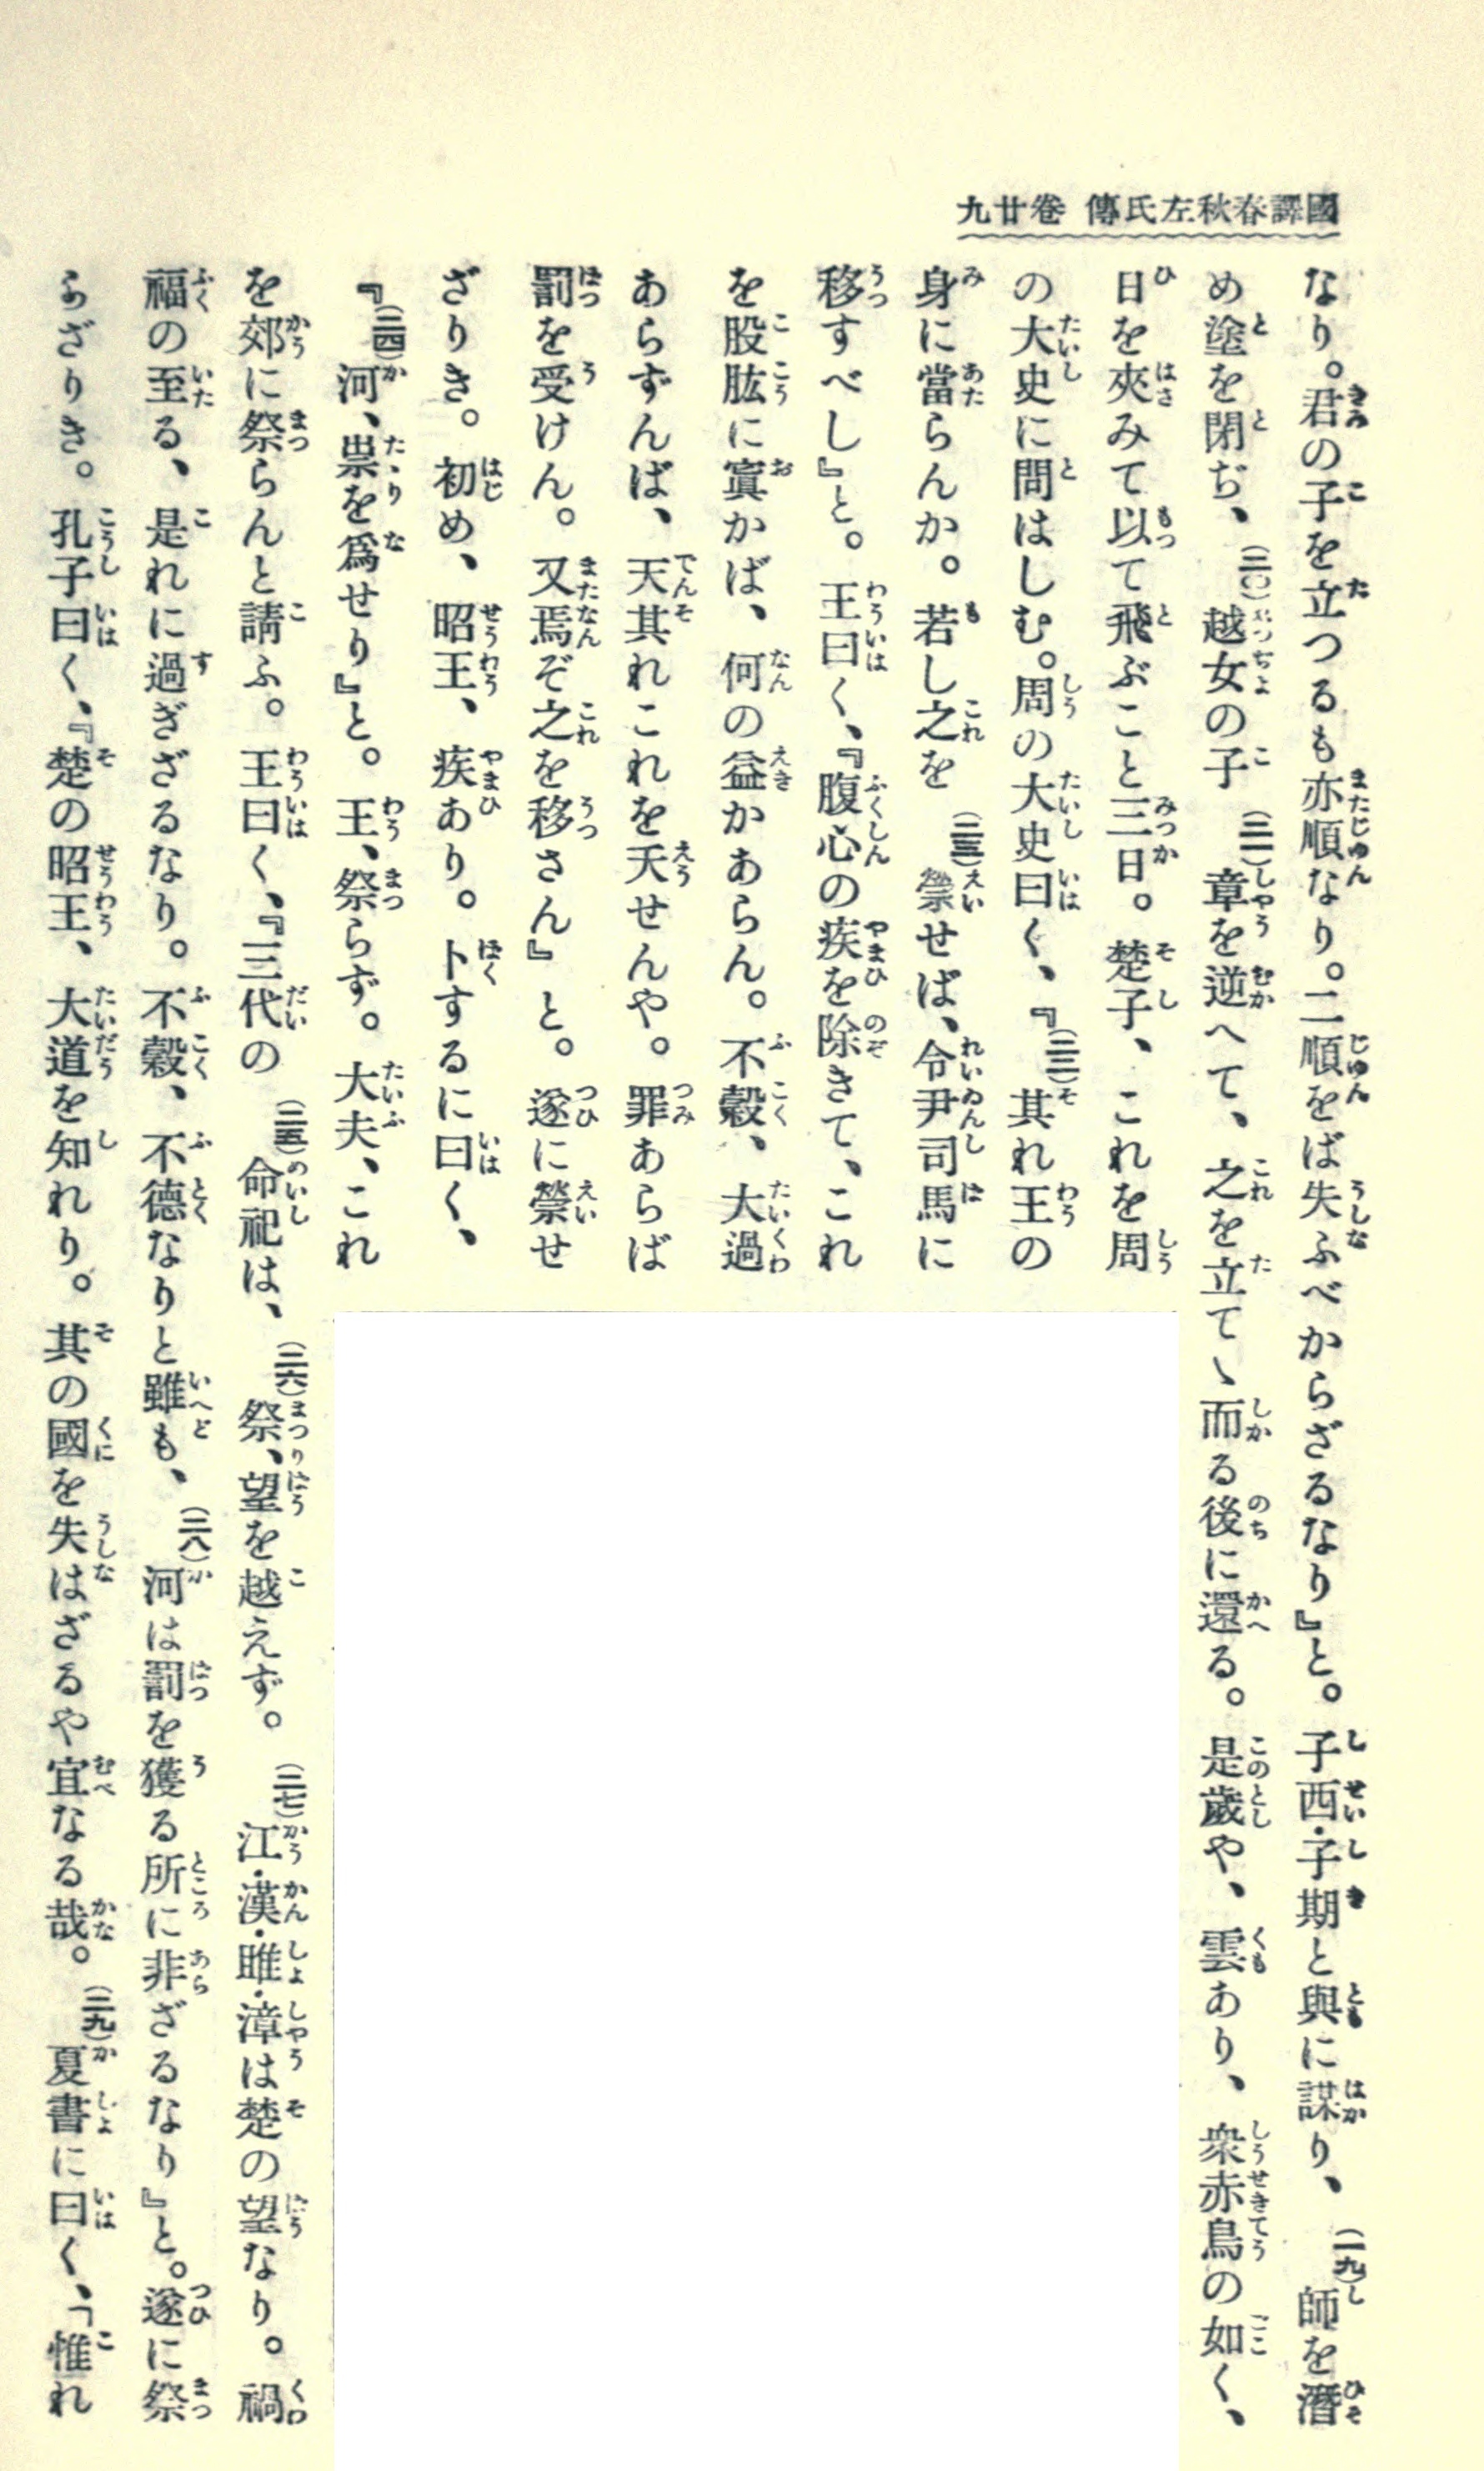 國譯春秋左氏傳 卷廿九
なり。君の子を立つるも亦順なり。二順をば失ふべからざるなり』と。子西・子期と與に謀り、(一九)師を潛
め塗を閉ぢ、(二〇)越女の子(二一)章を逆へて、之を立てゝ而る後に還る。是歲や、雲あり、衆赤鳥の如く、
日を夾みて以て飛ぶこと三日。楚子、これを周
の大史に問はしむ。周の大史曰く、『(二二)其れ王の
身に當らんか。若し之を(二三)禜せば、令尹司馬に
移すべし』と。王曰く、『腹心の疾を除きて、これ
を股肱に寘かば、何の益かあらん。不穀、大過
あらずんば、天其れこれを夭せんや。罪あらば
罰を受けん。又焉ぞ之を移さん』と。遂に禜せ
ざりき。初め、昭王、疾あり。卜するに曰く、
『(二四)河、祟を爲せり』と。王、祭らず。大夫、これ
を郊に祭らんと請ふ。王曰く、『三代の(二五)命祀は、(二六)祭、望を越えず。(二七)江・漢・雎・漳は楚の望なり。禍
福の至る、是れに過ぎざるなり。不穀、不德なりと雖も、(二八)河は罰を獲る所に非ざるなり』と。遂に祭
らざりき。孔子曰く、『楚の昭王、大道を知れり。其の國を失はざるや宜なる哉。(二九)夏書に曰く、「惟れ